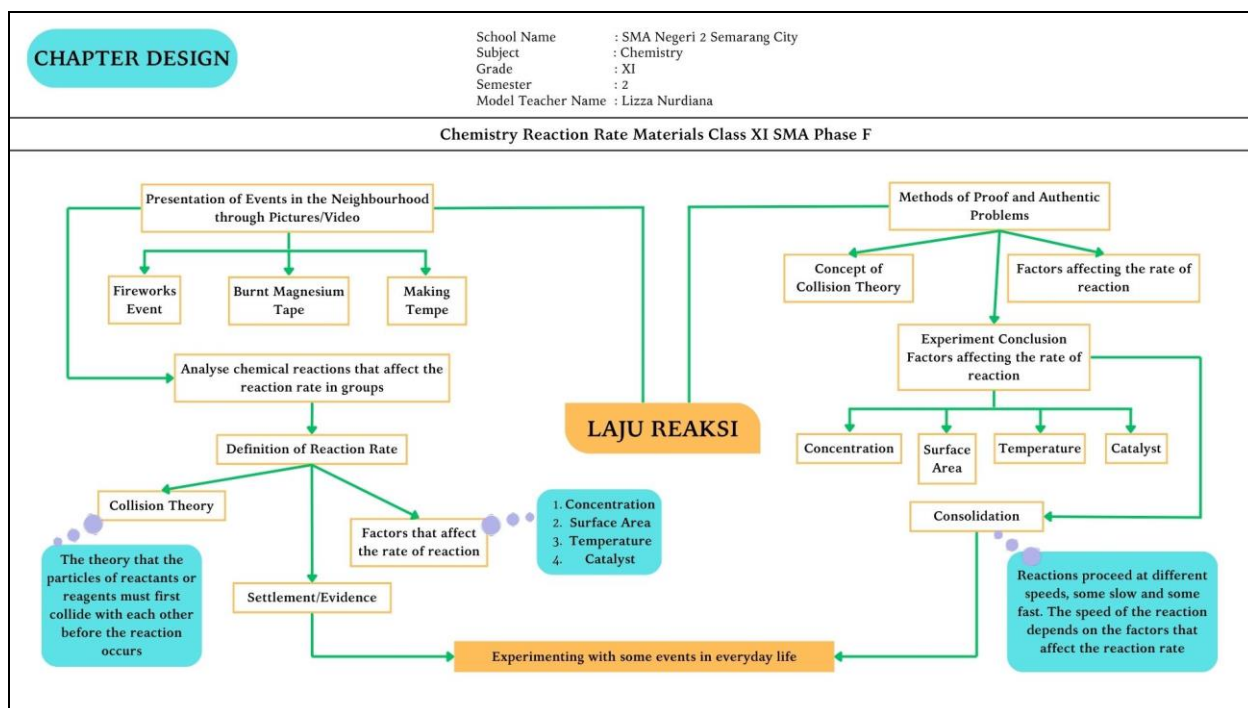 CHAPTER DESIGN
School Name : SMA Negeri 2 Semarang City
Subject : Chemistry
Grade : XI
Semester : 2
Model Teacher Name : Lizza Nurdiana
Chemistry Reaction Rate Materials Class XI SMA Phase F
Presentation of Events in the Neighbourhood
through Pictures/Video
Fireworks
Event
Burnt Magnesium
Tape
Making
Tempe
Analyse chemical reactions that affect the
the reaction rate in groups
Definition of Reaction Rate
Collision Theory
The theory that the
particles of reactants or
reagents must first
collide with each other
before the reaction
occurs
Settlement/Evidence
Factors that affect
the rate of reaction
1. Concentration
2. Surface Area
3. Temperature
4. Catalyst
LAJU REAKSI
Methods of Proof and Authentic
Problems
Concept of
Collision Theory
Factors affecting the rate of
reaction
Experiment Conclusion
Factors affecting the rate of
reaction
Concentration
Surface
Area
Temperature
Catalyst
Consolidation
Reactions proceed at different
speeds, some slow and some
fast. The speed of the reaction
depends on the factors that
affect the reaction rate
Experimenting with some events in everyday life